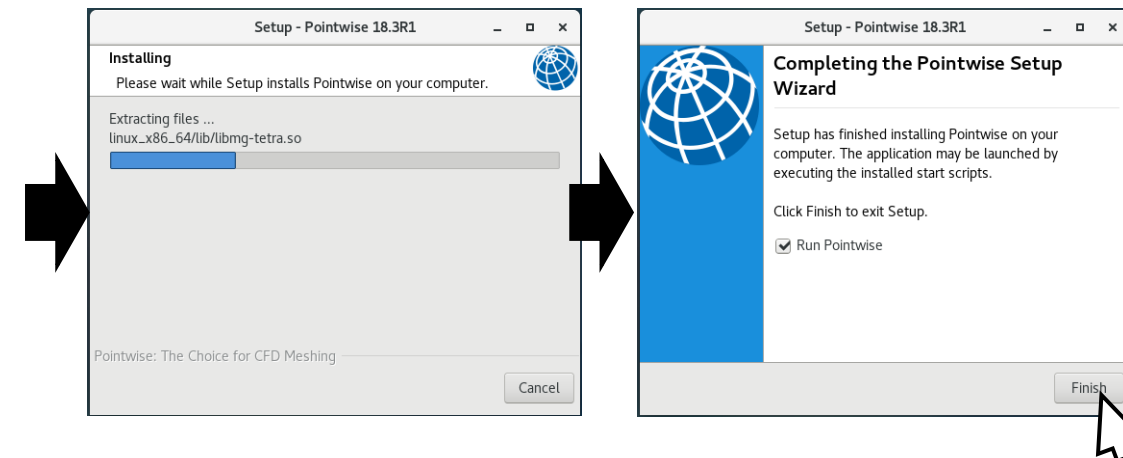 Setup - Pointwise 18.3R1
Installing
Please wait while Setup installs Pointwise on your computer.
Extracting files ...
linux_x86_64/lib/libmg-tetra.so
Pointwise: The Choice for CFD Meshing
Cancel
Setup - Pointwise 18.3R1
Completing the Pointwise Setup
Wizard
Setup has finished installing Pointwise on your
computer. The application may be launched by
executing the installed start scripts.
Click Finish to exit Setup.
Run Pointwise
Finish